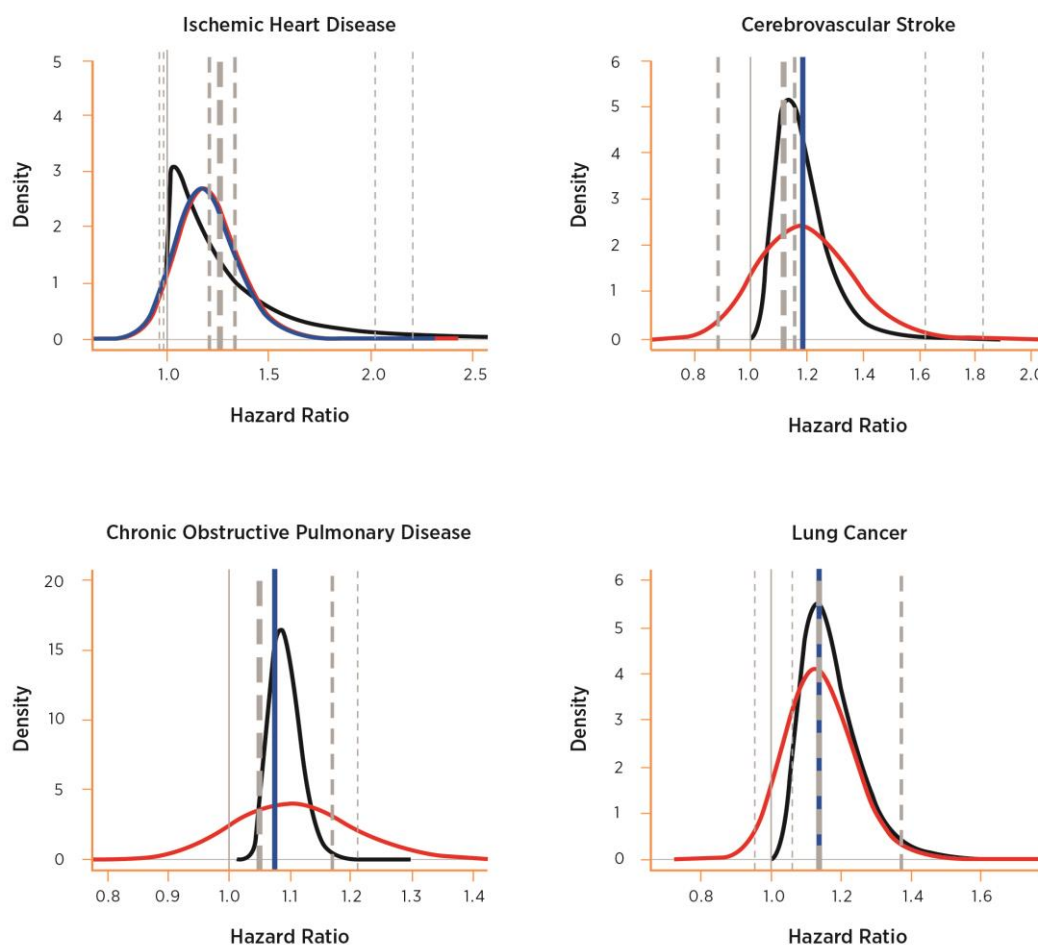 Ischemic Heart Disease
5
4
3
2
1
0
Density
1.0 1.5 2.0 2.5
Hazard Ratio
Cerebrovascular Stroke
6
5
4
3
2
1
0
Density
0.8 1.0 1.2 1.4 1.6 1.8 2.0
Hazard Ratio
Chronic Obstructive Pulmonary Disease
20
15
10
5
0
Density
0.8 0.9 1.0 1.1 1.2 1.3 1.4
Hazard Ratio
Lung Cancer
6
5
4
3
2
1
0
Density
0.8 1.0 1.2 1.4 1.6
Hazard Ratio